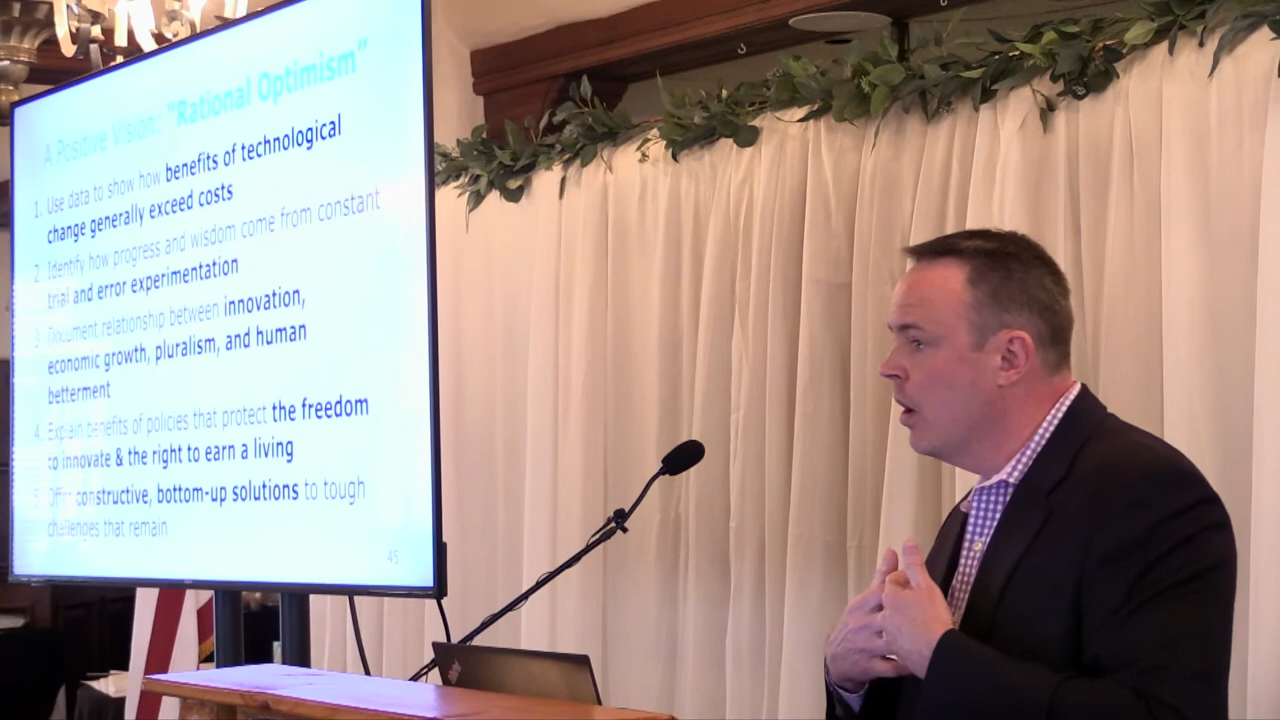 A Positive Vision: "Rational Optimism"
1. Use data to show how benefits of technological
change generally exceed costs
2. Identify how progress and wisdom come from constant
trial and error experimentation
3. Document relationship between innovation,
economic growth, pluralism, and human
betterment
4. Explain benefits of policies that protect the freedom
to innovate & the right to earn a living
5. Offer constructive, bottom-up solutions to tough
challenges that remain
45